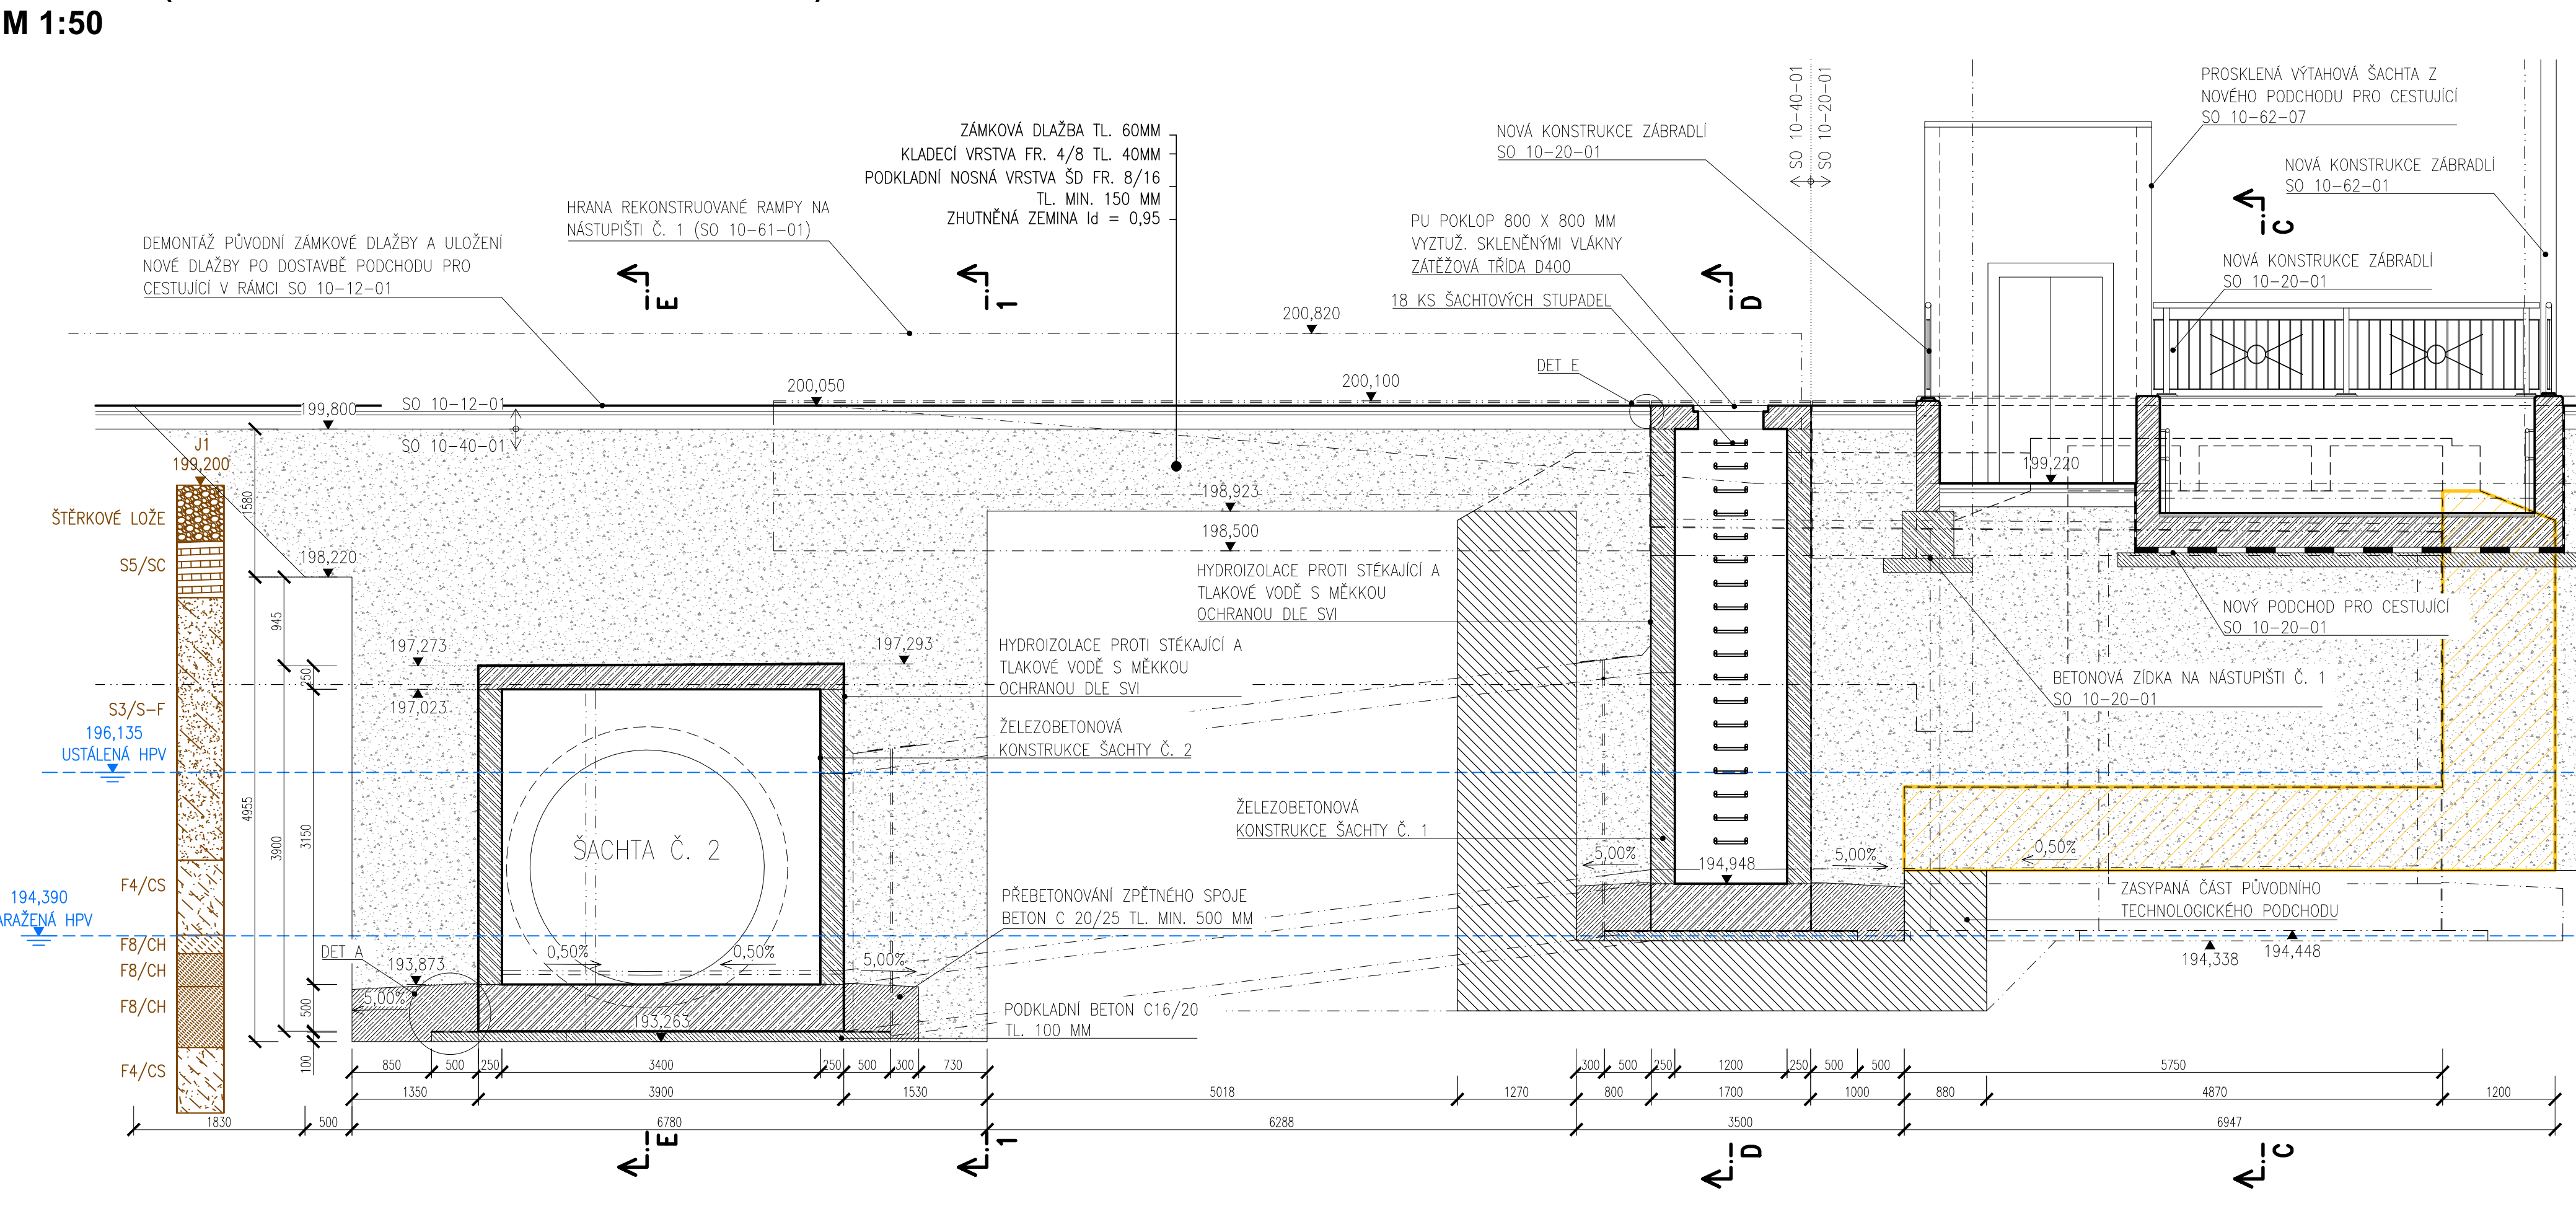 M 1:50
PROSKLENÁ VÝTAHOVÁ ŠACHTA Z
NOVÉHO PODCHODU PRO CESTUJÍCÍ
SO 10-62-07
SO 10-40-01
SO 10-20-01
ZÁMKOVÁ DLAŽBA TL. 60MM
KLADECÍ VRSTVA FR. 4/8 TL. 40MM
PODKLADNÍ NOSNÁ VRSTVA ŠD FR. 8/16
TL. MIN. 150 MM
ZHUTNĚNÁ ZEMINA Id = 0,95
NOVÁ KONSTRUKCE ZÁBRADLÍ
SO 10-20-01
NOVÁ KONSTRUKCE ZÁBRADLÍ
SO 10-62-01
HRANA REKONSTRUOVANÉ RAMPY NA
NÁSTUPIŠTI Č. 1 (SO 10-61-01)
DEMONTÁŽ PŮVODNÍ ZÁMKOVÉ DLAŽBY A ULOŽENÍ
NOVÉ DLAŽBY PO DOSTAVBĚ PODCHODU PRO
CESTUJÍCÍ V RÁMCI SO 10-12-01
PU POKLOP 800 X 800 MM
VYZTUŽ. SKLENĚNÝMI VLÁKNY
ZÁTĚŽOVÁ TŘÍDA D400
18 KS ŠACHTOVÝCH STUPADEL
NOVÁ KONSTRUKCE ZÁBRADLÍ
SO 10-20-01
C
E
1
D
200,820
DET E
200,050
200,100
199,800
SO 10-12-01
SO 10-40-01
J1
199,200
199,220
ŠTĚRKOVÉ LOŽE
S5/SC
S3/S-F
196,135
USTÁLENÁ HPV
F4/CS
194,390
ARAŽENÁ HPV
F8/CH
F8/CH
F8/CH
F4/CS
1580
198,220
198,923
198,500
945
250
4955
3900
3150
500
100
197,273
197,023
197,293
HYDROIZOLACE PROTI STÉKAJÍCÍ A
TLAKOVÉ VODĚ S MĚKKOU
OCHRANOU DLE SVI
HYDROIZOLACE PROTI STÉKAJÍCÍ A
TLAKOVÉ VODĚ S MĚKKOU
OCHRANOU DLE SVI
ŽELEZOBETONOVÁ
KONSTRUKCE ŠACHTY Č. 2
ŽELEZOBETONOVÁ
KONSTRUKCE ŠACHTY Č. 1
NOVÝ PODCHOD PRO CESTUJÍCÍ
SO 10-20-01
BETONOVÁ ZÍDKA NA NÁSTUPIŠTI Č. 1
SO 10-20-01
ŠACHTA Č. 2
5,00%
194,948
5,00%
0,50%
PŘEBETONOVÁNÍ ZPĚTNÉHO SPOJE
BETON C 20/25 TL. MIN. 500 MM
ZASYPANÁ ČÁST PŮVODNÍHO
TECHNOLOGICKÉHO PODCHODU
194,338
194,448
DET A
193,873
0,50%
0,50%
5,00%
5,00%
193,263
PODKLADNÍ BETON C16/20
TL. 100 MM
850 500 250 3400 250 500 300 730 300 500 250 1200 250 500 500 5750
1350 3900 1530 5018 1270 800 1700 1000 880 4870 1200
1830 500 6780 6288 3500 6947
E
1
D
C